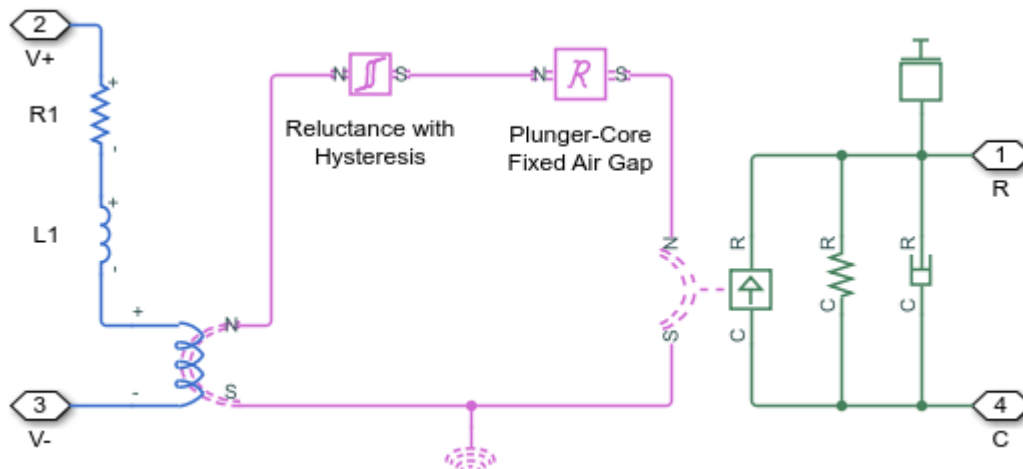 2
V+
R1
+
-
L1
+
-
+
-
3
V-
N
S
N
S
Reluctance with
Hysteresis
N
R
S
Plunger-Core
Fixed Air Gap
N
S
R
C
R
C
R
C
1
R
4
C